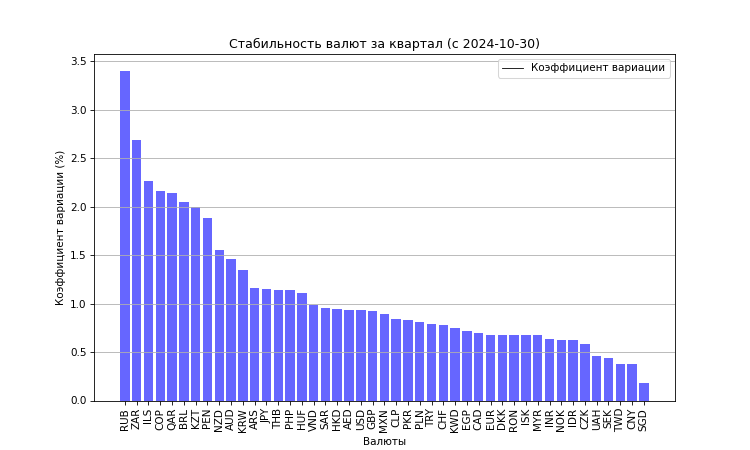 Стабильность валют за квартал (с 2024-10-30)
Коэффициент вариации
Коэффициент вариации (%)
3.5
3.0
2.5
2.0
1.5
1.0
0.5
0.0
RUB
ZAR
ILS
COP
QAR
BRL
KZT
PEN
NZD
AUD
KRW
ARS
JPY
THB
PHP
HUF
VND
SAR
HKD
AED
USD
GBP
MXN
CLP
PKR
PLN
TRY
CHF
KWD
EGP
CAD
EUR
DKK
RON
ISK
MYR
INR
NOK
IDR
CZK
UAH
SEK
TWD
CNY
SGD
Валюты